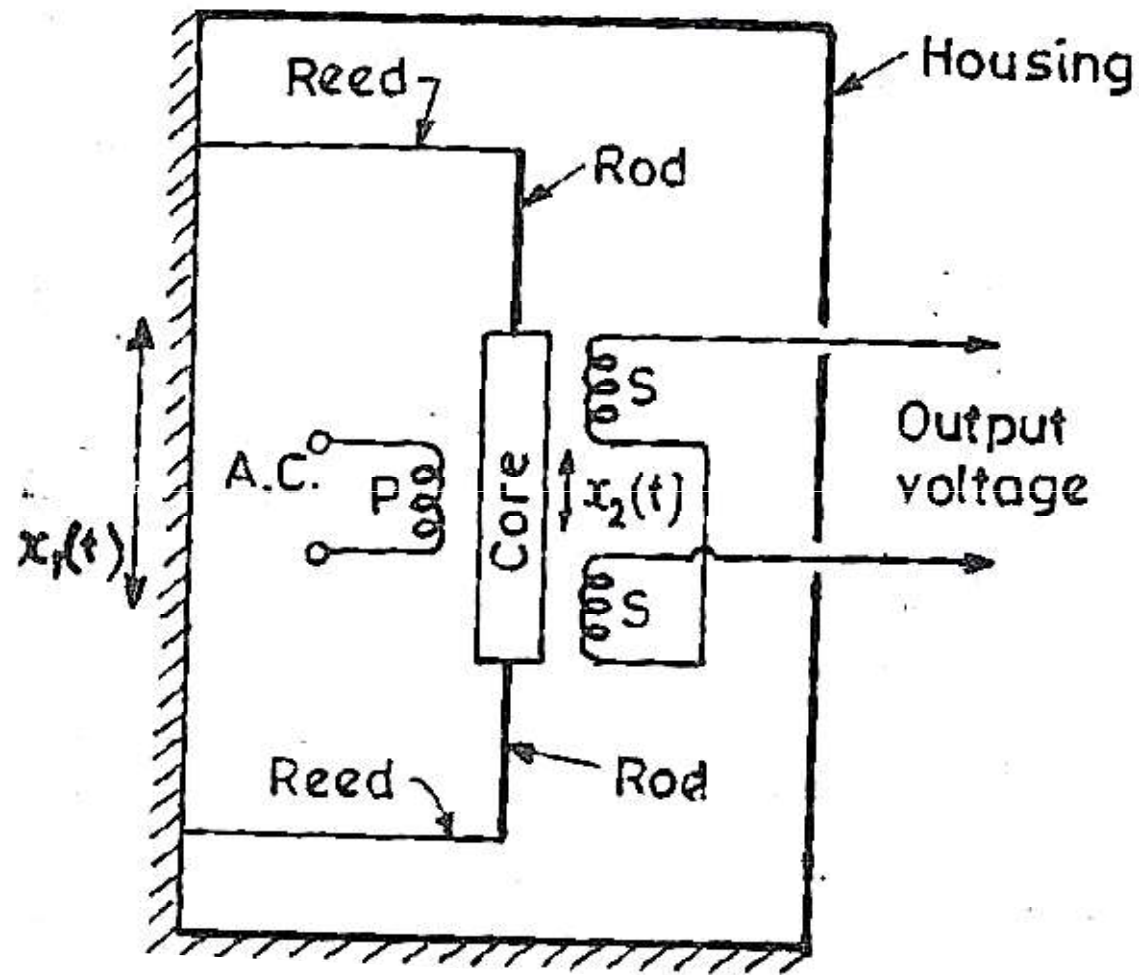 Housing
Reed
Rod
S
Output
voltage
A.C.
P
Core
x₂(t)
x₁(t)
S
Reed
Rod